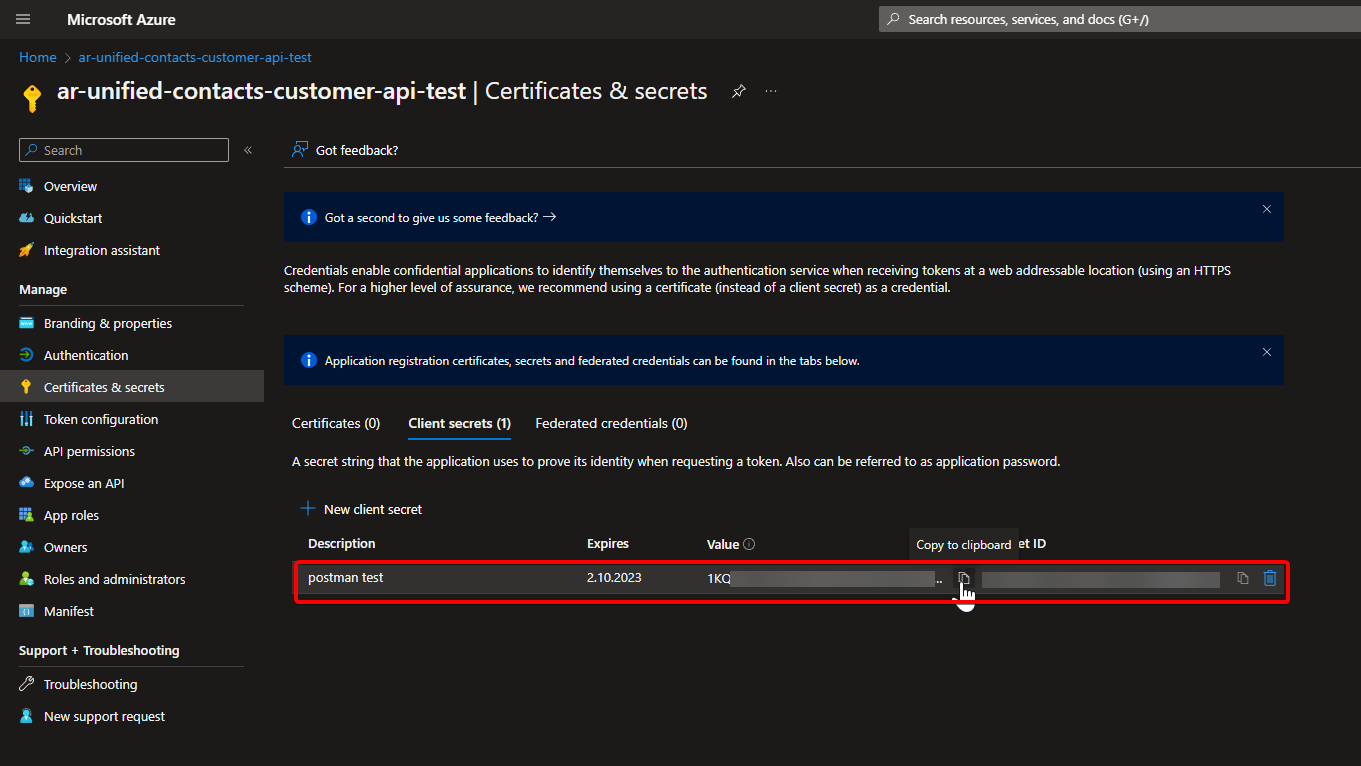 Microsoft Azure
Search resources, services, and docs (G+/)
Home > ar-unified-contacts-customer-api-test
ar-unified-contacts-customer-api-test | Certificates & secrets
Search
«
Got feedback?
Overview
Quickstart
Integration assistant
Manage
Branding & properties
Authentication
Certificates & secrets
Token configuration
API permissions
Expose an API
App roles
Owners
Roles and administrators
Manifest
Support + Troubleshooting
Troubleshooting
New support request
Got a second to give us some feedback? →
Credentials enable confidential applications to identify themselves to the authentication service when receiving tokens at a web addressable location (using an HTTPS
scheme). For a higher level of assurance, we recommend using a certificate (instead of a client secret) as a credential.
Application registration certificates, secrets and federated credentials can be found in the tabs below.
Certificates (0) Client secrets (1) Federated credentials (0)
A secret string that the application uses to prove its identity when requesting a token. Also can be referred to as application password.
New client secret
Description Expires Value Copy to clipboard et ID
postman test 2.10.2023 1KQ ..